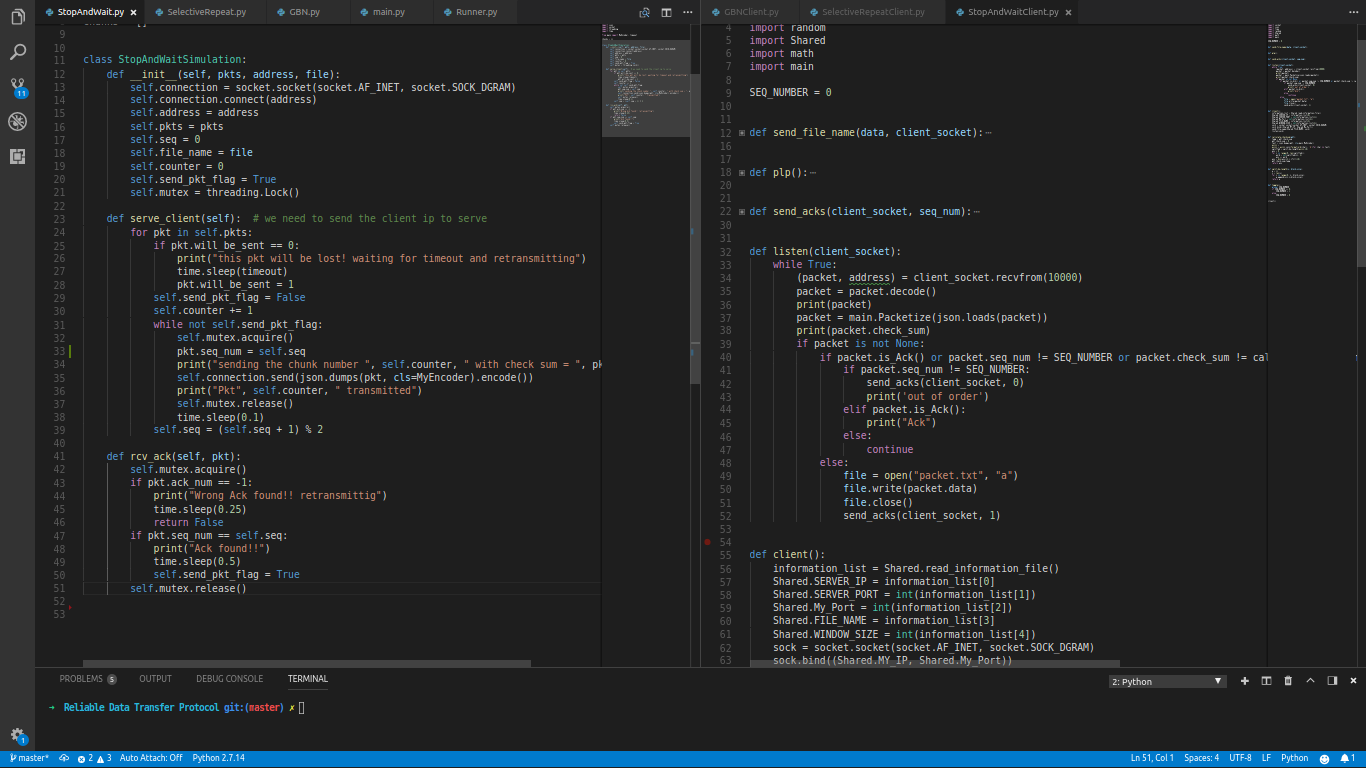 StopAndWait.py × SelectiveRepeat.py GBN.py main.py Runner.py
GBNClient.py SelectiveRepeatClient.py StopAndWaitClient.py ×
9
10
11 class StopAndWaitSimulation:
12     def __init__(self, pkts, address, file):
13         self.connection = socket.socket(socket.AF_INET, socket.SOCK_DGRAM)
14         self.connection.connect(address)
15         self.address = address
16         self.pkts = pkts
17         self.seq = 0
18         self.file_name = file
19         self.counter = 0
20         self.send_pkt_flag = True
21         self.mutex = threading.Lock()
22
23     def serve_client(self):  # we need to send the client ip to serve
24         for pkt in self.pkts:
25             if pkt.will_be_sent == 0:
26                 print("this pkt will be lost! waiting for timeout and retransmitting")
27                 time.sleep(timeout)
28                 pkt.will_be_sent = 1
29             self.send_pkt_flag = False
30             self.counter += 1
31             while not self.send_pkt_flag:
32                 self.mutex.acquire()
33                 pkt.seq_num = self.seq
34                 print("sending the chunk number ", self.counter, " with check sum = ", pk
35                 self.connection.send(json.dumps(pkt, cls=MyEncoder).encode())
36                 print("Pkt", self.counter, " transmitted")
37                 self.mutex.release()
38                 time.sleep(0.1)
39             self.seq = (self.seq + 1) % 2
40
41     def rcv_ack(self, pkt):
42         self.mutex.acquire()
43         if pkt.ack_num == -1:
44             print("Wrong Ack found!! retransmittig")
45             time.sleep(0.25)
46             return False
47         if pkt.seq_num == self.seq:
48             print("Ack found!!")
49             time.sleep(0.5)
50             self.send_pkt_flag = True
51         self.mutex.release()
52
53
4 import random
5 import Shared
6 import math
7 import main
8
9 SEQ_NUMBER = 0
10
11
12 def send_file_name(data, client_socket):⋯
16
17
18 def plp():⋯
20
21
22 def send_acks(client_socket, seq_num):⋯
30
31
32 def listen(client_socket):
33     while True:
34         (packet, address) = client_socket.recvfrom(10000)
35         packet = packet.decode()
36         print(packet)
37         packet = main.Packetize(json.loads(packet))
38         print(packet.check_sum)
39         if packet is not None:
40             if packet.is_Ack() or packet.seq_num != SEQ_NUMBER or packet.check_sum != cal
41                 if packet.seq_num != SEQ_NUMBER:
42                     send_acks(client_socket, 0)
43                     print('out of order')
44                 elif packet.is_Ack():
45                     print("Ack")
46                 else:
47                     continue
48             else:
49                 file = open("packet.txt", "a")
50                 file.write(packet.data)
51                 file.close()
52                 send_acks(client_socket, 1)
53
54
55 def client():
56     information_list = Shared.read_information_file()
57     Shared.SERVER_IP = information_list[0]
58     Shared.SERVER_PORT = int(information_list[1])
59     Shared.My_Port = int(information_list[2])
60     Shared.FILE_NAME = information_list[3]
61     Shared.WINDOW_SIZE = int(information_list[4])
62     sock = socket.socket(socket.AF_INET, socket.SOCK_DGRAM)
63     sock.bind((Shared.MY_IP, Shared.My_Port))
11
1
PROBLEMS 5 OUTPUT DEBUG CONSOLE TERMINAL 2: Python
→ Reliable Data Transfer Protocol git:(master) ✗
master* 2 3 Auto Attach: Off Python 2.7.14 Ln 51, Col 1 Spaces: 4 UTF-8 LF Python 1